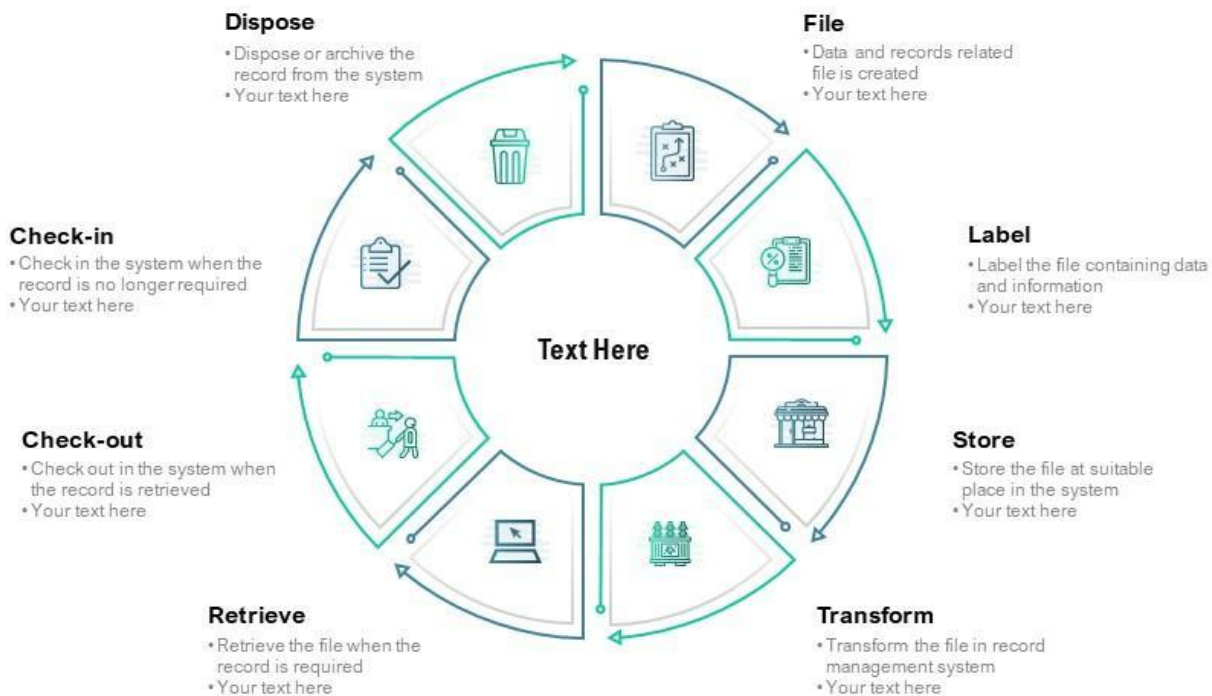 Dispose
• Dispose or archive the
record from the system
• Your text here
File
• Data and records related
file is created
• Your text here
Label
• Label the file containing data
and information
• Your text here
Store
• Store the file at suitable
place in the system
• Your text here
Transform
• Transform the file in record
management system
• Your text here
Retrieve
• Retrieve the file when the
record is required
• Your text here
Check-out
• Check out in the system when
the record is retrieved
• Your text here
Check-in
• Check in the system when the
record is no longer required
• Your text here
Text Here